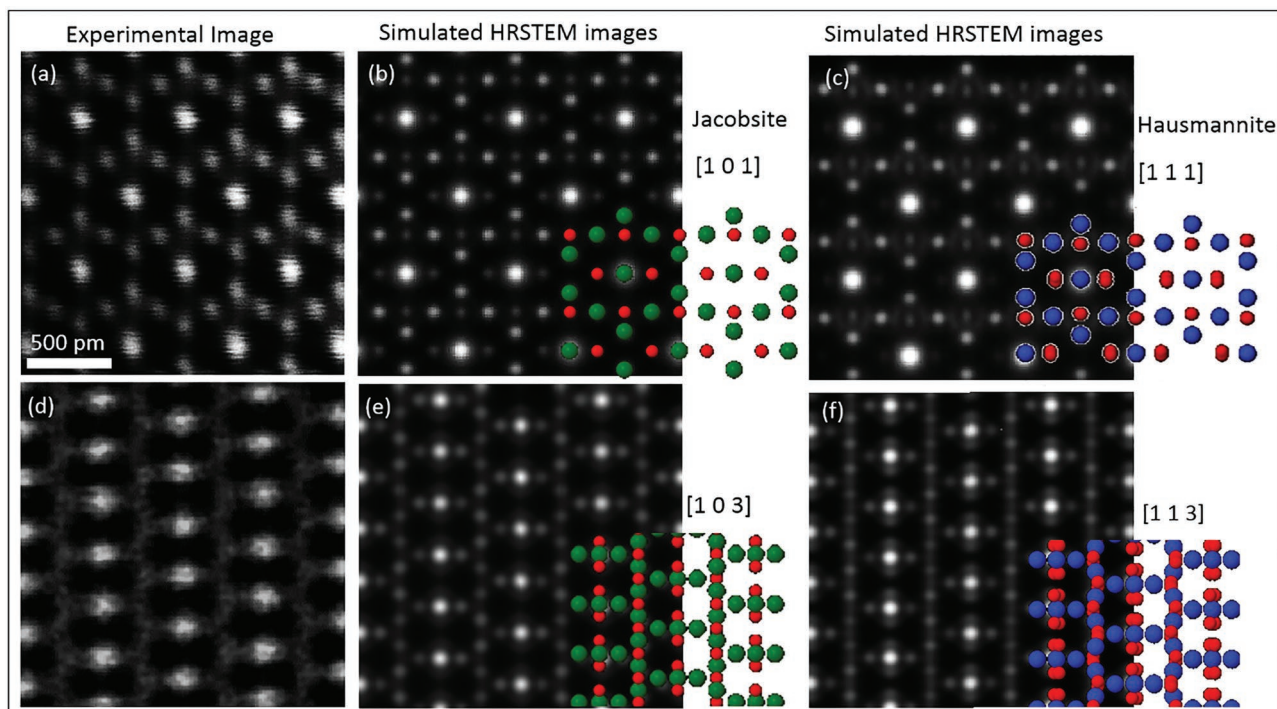 Experimental Image
Simulated HRSTEM images
Simulated HRSTEM images
(a)
(b)
(c)
Jacobsite
Hausmannite
[1 0 1]
[1 1 1]
500 pm
(d)
(e)
(f)
[1 0 3]
[1 1 3]